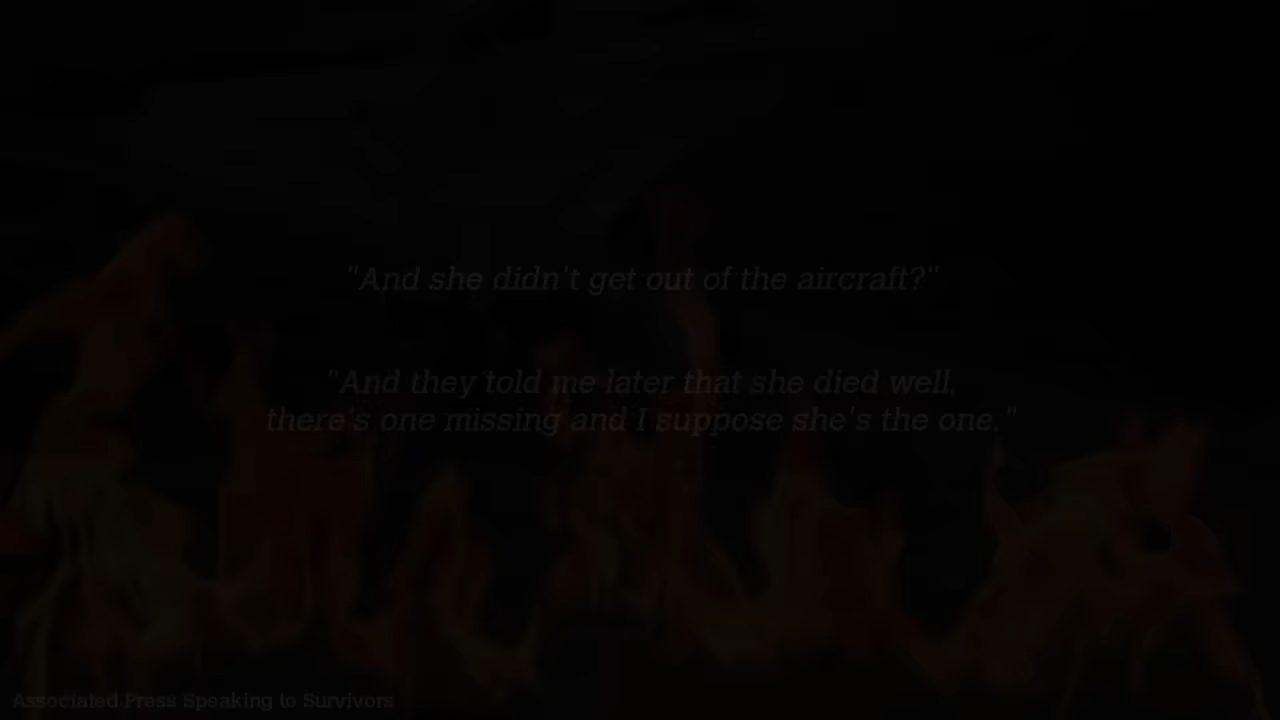 "And she didn't get out of the aircraft?"
"And they told me later that she died well,
there's one missing and I suppose she's the one."
Associated Press Speaking to Survivors